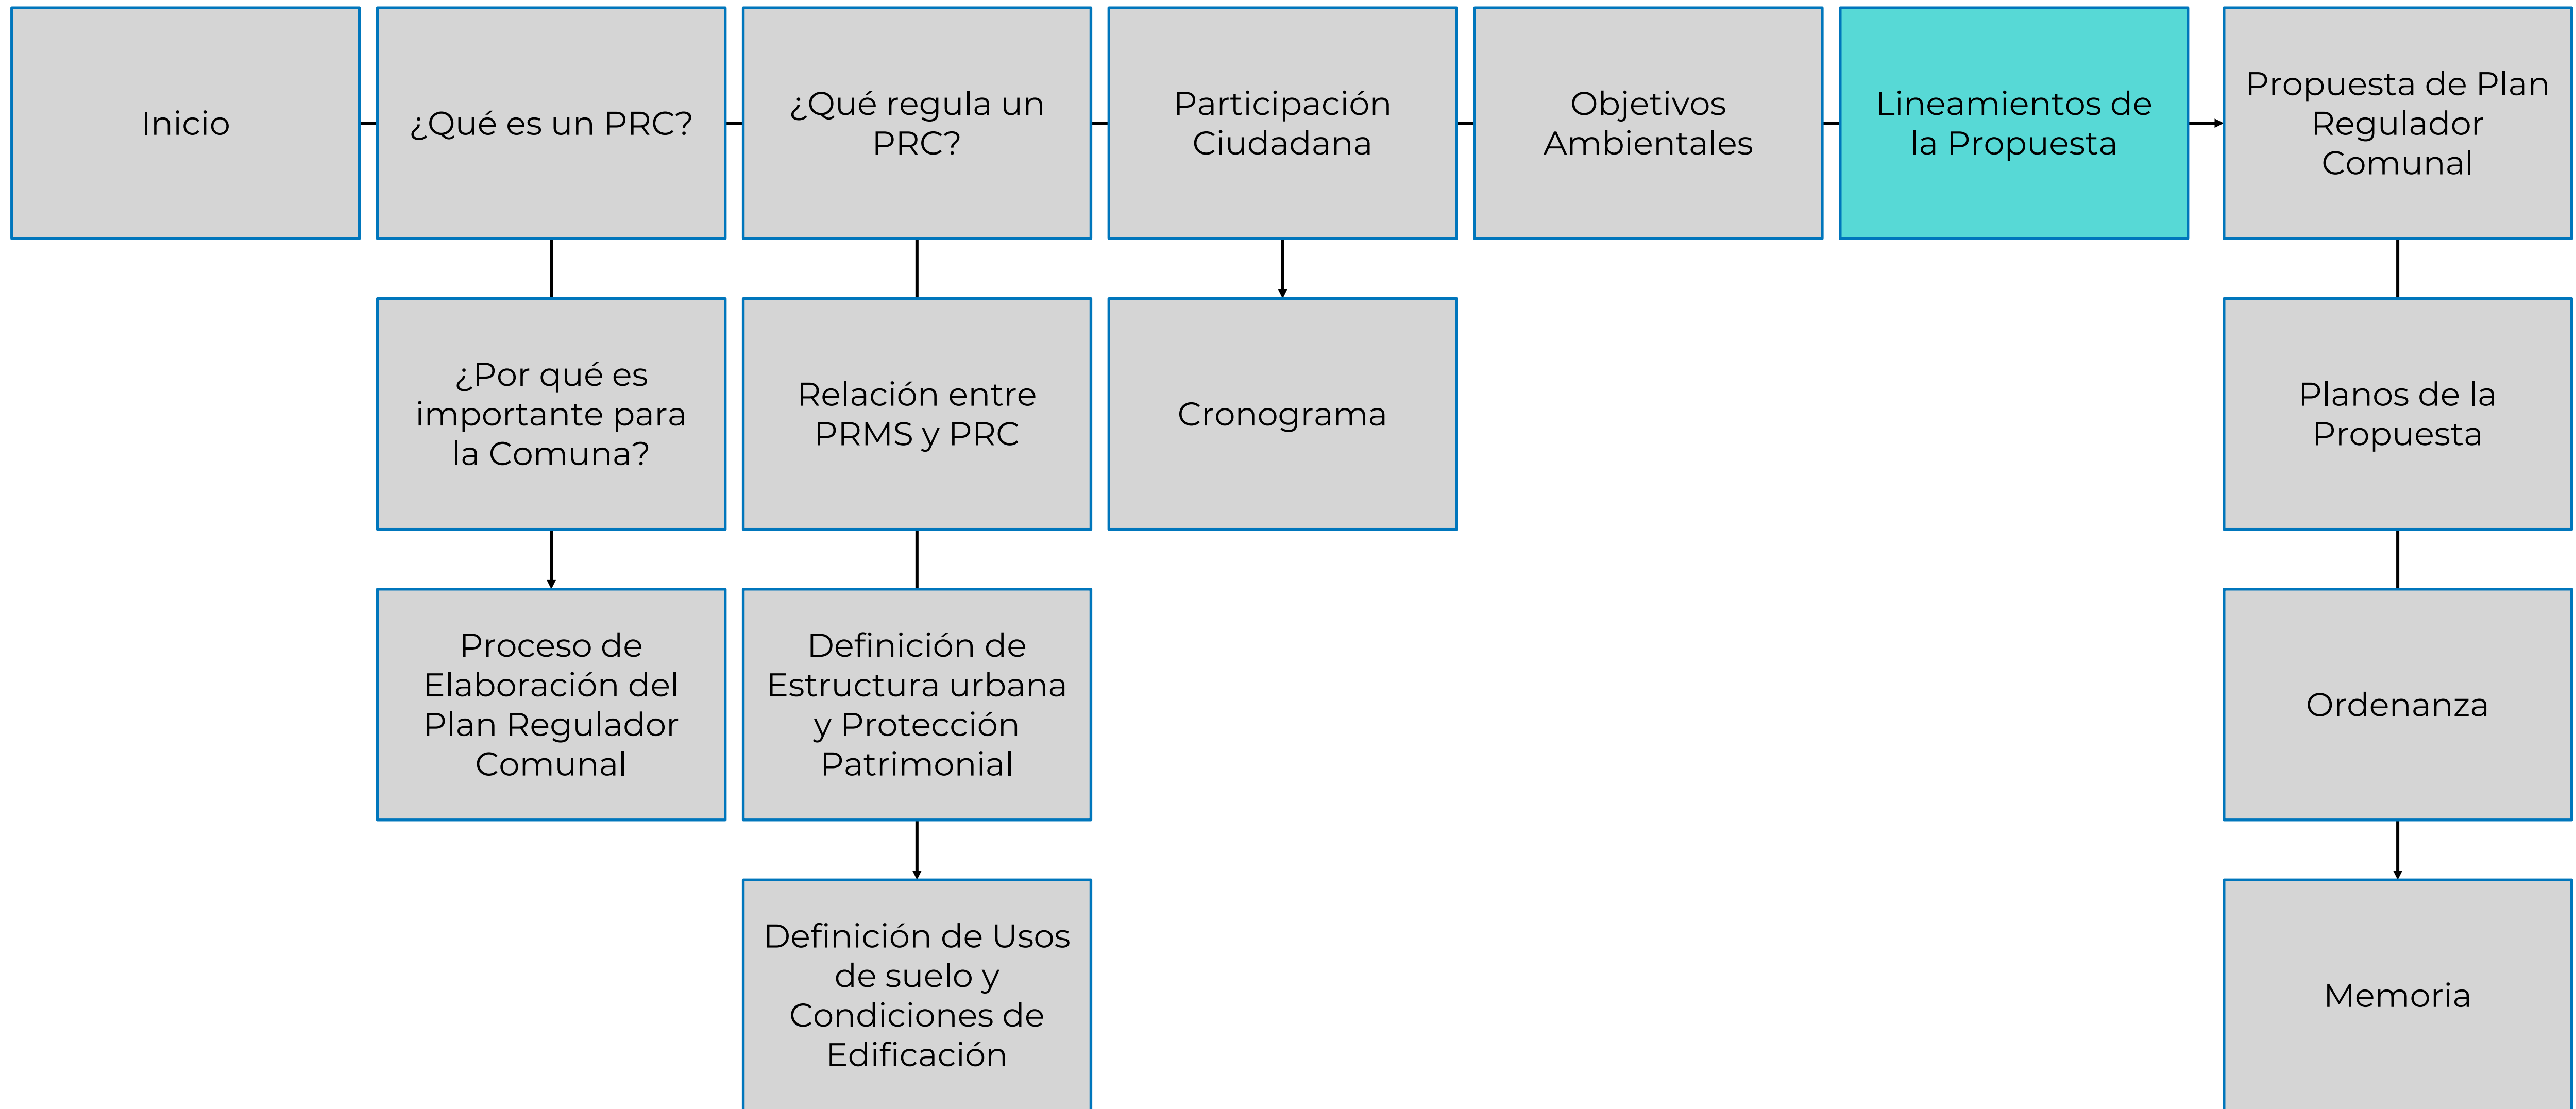 Inicio
¿Qué es un PRC?
¿Qué regula un
PRC?
Participación
Ciudadana
Objetivos
Ambientales
Lineamientos de
la Propuesta
Propuesta de Plan
Regulador
Comunal
¿Por qué es
importante para
la Comuna?
Relación entre
PRMS y PRC
Cronograma
Planos de la
Propuesta
Proceso de
Elaboración del
Plan Regulador
Comunal
Definición de
Estructura urbana
y Protección
Patrimonial
Ordenanza
Definición de Usos
de suelo y
Condiciones de
Edificación
Memoria